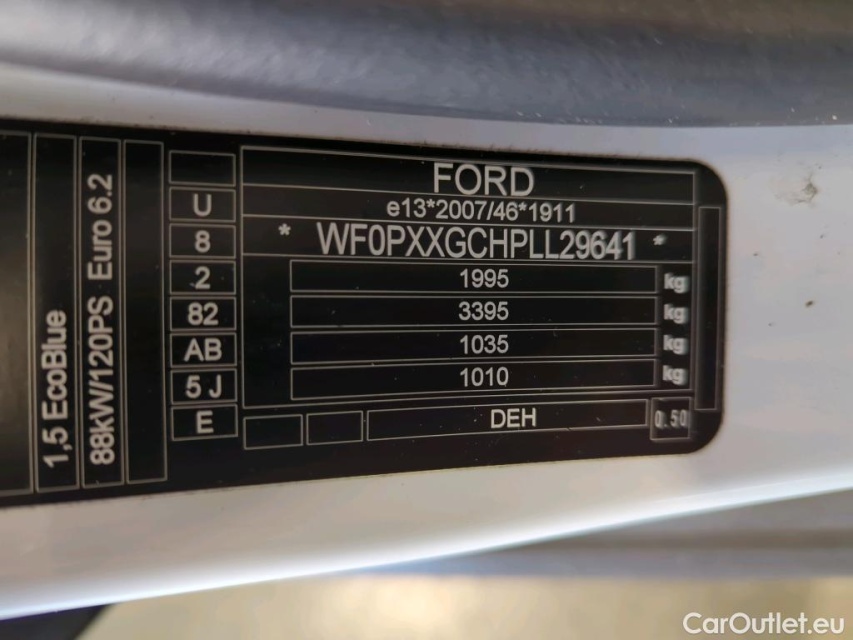 1,5 EcoBlue
88kW/120PS Euro 6.2
U
8
2
82
AB
5J
E
FORD
e13*2007/46*1911
* WF0PXXGCHPLL29641 *
1995 kg
3395 kg
1035 kg
1010 kg
DEH 0.50
CarOutlet.eu